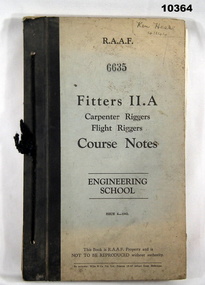 10364
R.A.A.F.
6635
Fitters II.A
Carpenter Riggers
Flight Riggers
Course Notes
ENGINEERING
SCHOOL
This Book is R.A.A.F. Property and is
NOT TO BE REPRODUCED without authority